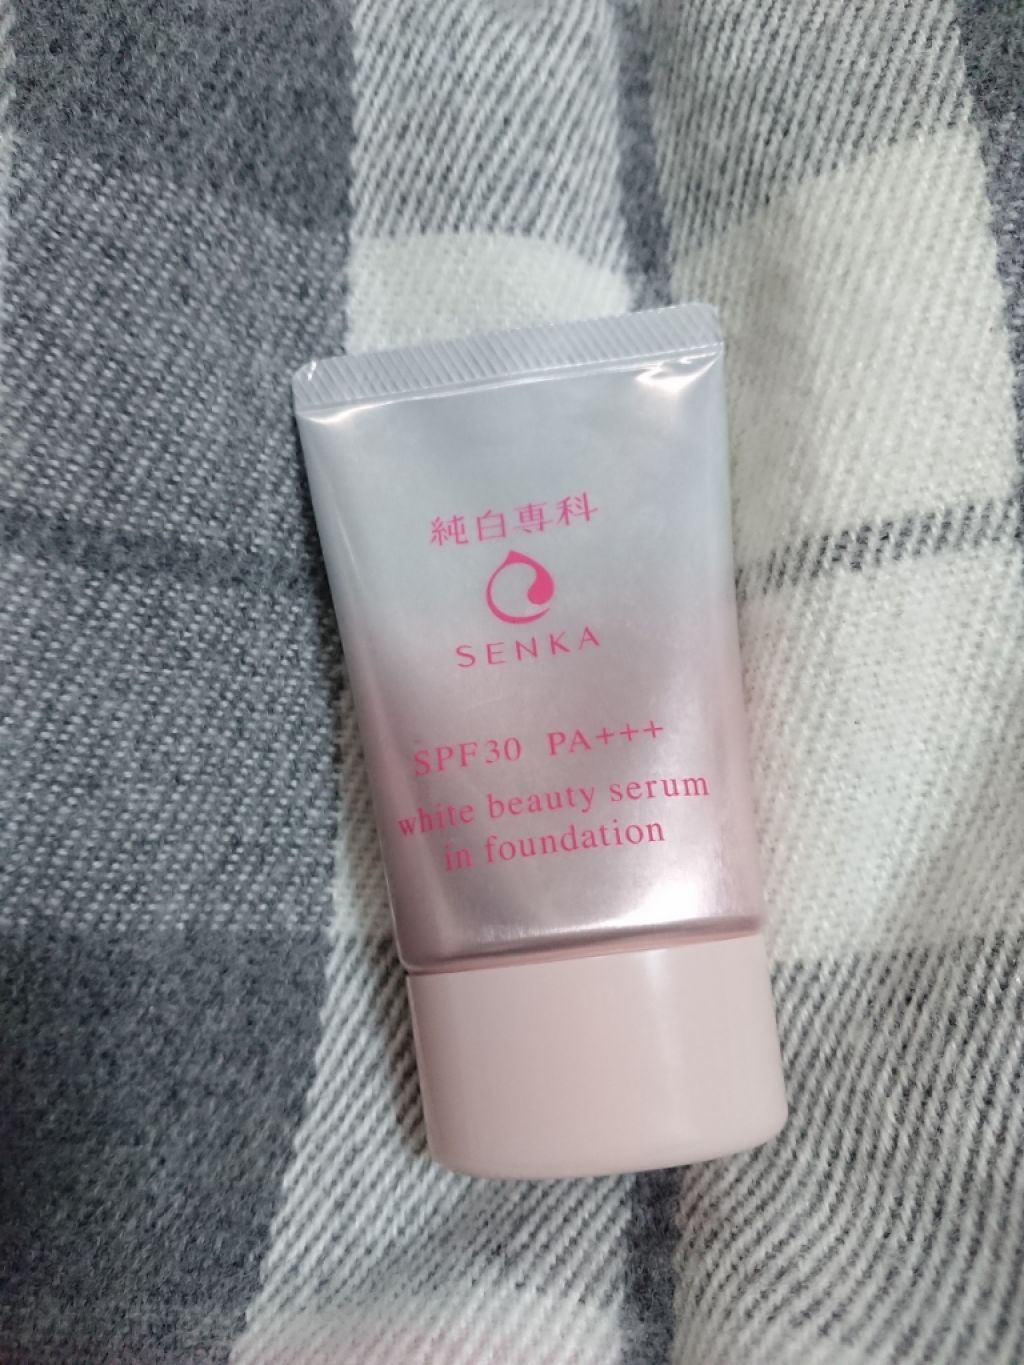 純白専科
SENKA
SPF30 PA+++
white beauty serum
in foundation